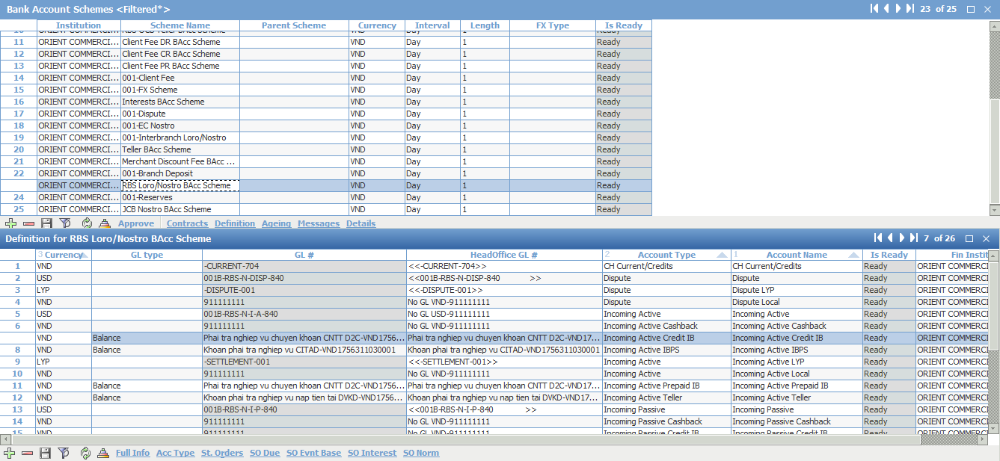 Bank Account Schemes <Filtered*> 23 of 25
Institution Scheme Name Parent Scheme Currency Interval Length FX Type Is Ready
10 ORIENT COMMERCI... RBS OCB Teller BAcc Scheme VND Day 1 Ready
11 ORIENT COMMERCI... Client Fee DR BAcc Scheme VND Day 1 Ready
12 ORIENT COMMERCI... Client Fee CR BAcc Scheme VND Day 1 Ready
13 ORIENT COMMERCI... Client Fee PR BAcc Scheme VND Day 1 Ready
14 ORIENT COMMERCI... 001-Client Fee VND Day 1 Ready
15 ORIENT COMMERCI... 001-FX Scheme VND Day 1 Ready
16 ORIENT COMMERCI... Interests BAcc Scheme VND Day 1 Ready
17 ORIENT COMMERCI... 001-Dispute VND Day 1 Ready
18 ORIENT COMMERCI... 001-EC Nostro VND Day 1 Ready
19 ORIENT COMMERCI... 001-Interbranch Loro/Nostro VND Day 1 Ready
20 ORIENT COMMERCI... Teller BAcc Scheme VND Day 1 Ready
21 ORIENT COMMERCI... Merchant Discount Fee BAcc ... VND Day 1 Ready
22 ORIENT COMMERCI... 001-Branch Deposit VND Day 1 Ready
ORIENT COMMERCI... RBS Loro/Nostro BAcc Scheme VND Day 1 Ready
24 ORIENT COMMERCI... 001-Reserves VND Day 1 Ready
25 ORIENT COMMERCI... JCB Nostro BAcc Scheme VND Day 1 Ready
Approve Contracts Definition Ageing Messages Details
Definition for RBS Loro/Nostro BAcc Scheme 7 of 26
3 Currency GL type GL # HeadOffice GL # 2 Account Type 1 Account Name Is Ready Fin Instit
1 VND -CURRENT-704 <<-CURRENT-704>> CH Current/Credits CH Current/Credits Ready ORIENT COMMERCI
2 USD 001B-RBS-N-DISP-840 <<001B-RBS-N-DISP-840 >> Dispute Dispute Ready ORIENT COMMERCI
3 LYP -DISPUTE-001 <<-DISPUTE-001>> Dispute Dispute LYP Ready ORIENT COMMERCI
4 VND 911111111 No GL VND-911111111 Dispute Dispute Local Ready ORIENT COMMERCI
5 USD 001B-RBS-N-I-A-840 No GL USD-911111111 Incoming Active Incoming Active Ready ORIENT COMMERCI
6 VND 911111111 No GL VND-911111111 Incoming Active Cashback Incoming Active Cashback Ready ORIENT COMMERCI
VND Balance Phai tra nghiep vu chuyen khoan CNTT D2C-VND1756... Phai tra nghiep vu chuyen khoan CNTT D2C-VND17... Incoming Active Credit IB Incoming Active Credit IB Ready ORIENT COMMERCI
8 VND Balance Khoan phai tra nghiep vu CITAD-VND1756311030001 Khoan phai tra nghiep vu CITAD-VND1756311030001 Incoming Active IBPS Incoming Active IBPS Ready ORIENT COMMERCI
9 LYP -SETTLEMENT-001 <<-SETTLEMENT-001>> Incoming Active Incoming Active LYP Ready ORIENT COMMERCI
10 VND 911111111 No GL VND-911111111 Incoming Active Incoming Active Local Ready ORIENT COMMERCI
11 VND Balance Phai tra nghiep vu chuyen khoan CNTT D2C-VND1756... Phai tra nghiep vu chuyen khoan CNTT D2C-VND17... Incoming Active Prepaid IB Incoming Active Prepaid IB Ready ORIENT COMMERCI
12 VND Balance Khoan phai tra nghiep vu nap tien tai DVKD-VND1756... Khoan phai tra nghiep vu nap tien tai DVKD-VND17... Incoming Active Teller Incoming Active Teller Ready ORIENT COMMERCI
13 USD 001B-RBS-N-I-P-840 <<001B-RBS-N-I-P-840 >> Incoming Passive Incoming Passive Ready ORIENT COMMERCI
14 VND 911111111 No GL VND-911111111 Incoming Passive Cashback Incoming Passive Cashback Ready ORIENT COMMERCI
15 VND 911111111 No GL VND-911111111 Incoming Passive Credit IB Incoming Passive Credit IB Ready ORIENT COMMERCI
Full Info Acc Type St. Orders SO Due SO Evnt Base SO Interest SO Norm